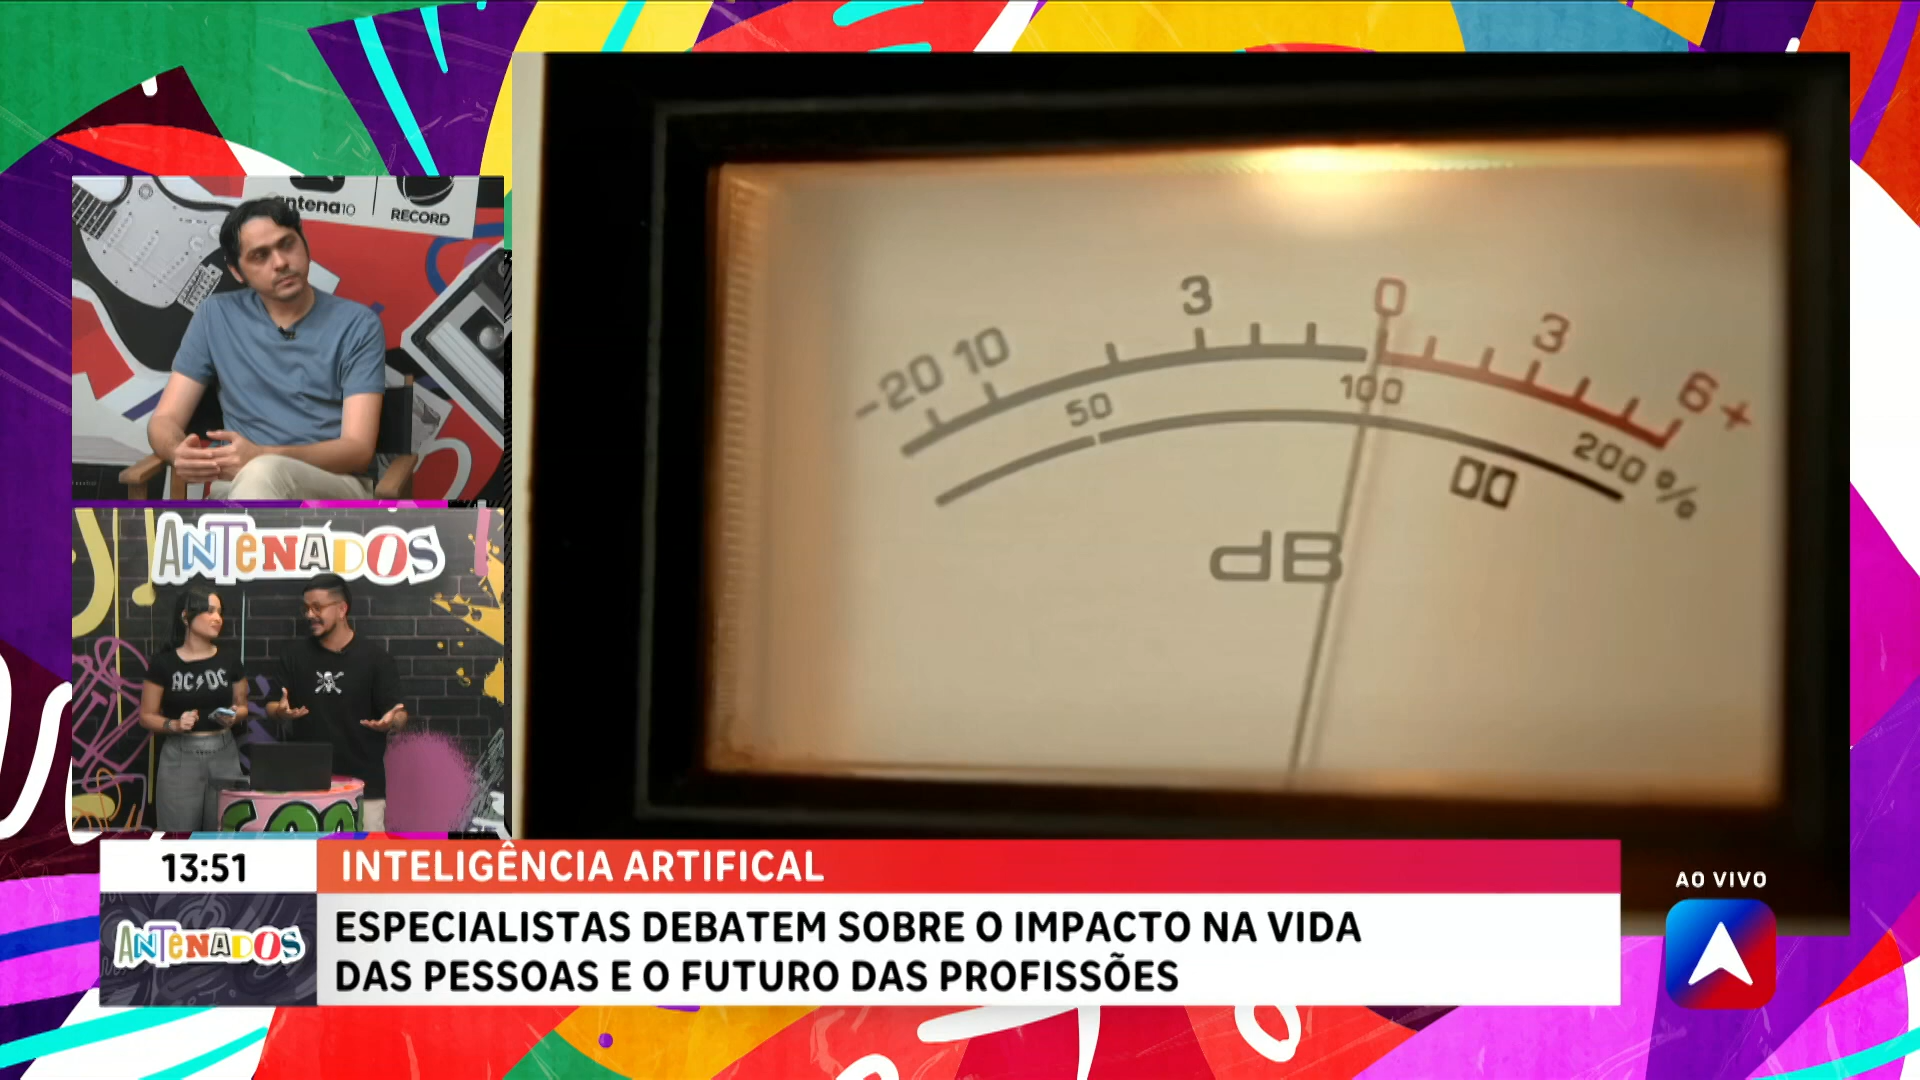 antena10
RECORD
ANTENADOS
AC DC
-20 10 3 0 3 6+
50 100 200 %
dB
13:51
INTELIGÊNCIA ARTIFICAL
ANTENADOS
ESPECIALISTAS DEBATEM SOBRE O IMPACTO NA VIDA
DAS PESSOAS E O FUTURO DAS PROFISSÕES
AO VIVO